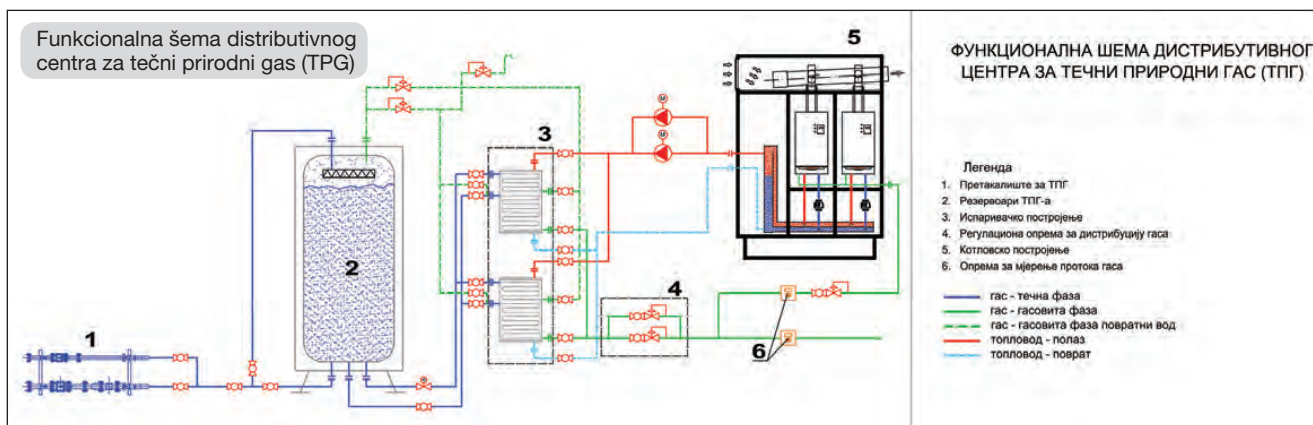 Funkcionalna šema distributivnog
centra za tečni prirodni gas (TPG)
1
2
3
4
5
6
M
M
ФУНКЦИОНАЛНА ШЕМА ДИСТРИБУТИВНОГ
ЦЕНТРА ЗА ТЕЧНИ ПРИРОДНИ ГАС (ТПГ)
Легенда
1. Претакалиште за ТПГ
2. Резервоари ТПГ-а
3. Испаривачко постројење
4. Регулациона опрема за дистрибуцију гаса
5. Котловско постројење
6. Опрема за мјерење протока гаса
гас - течна фаза
гас - гасовита фаза
гас - гасовита фаза повратни вод
топловод - полаз
топловод - поврат